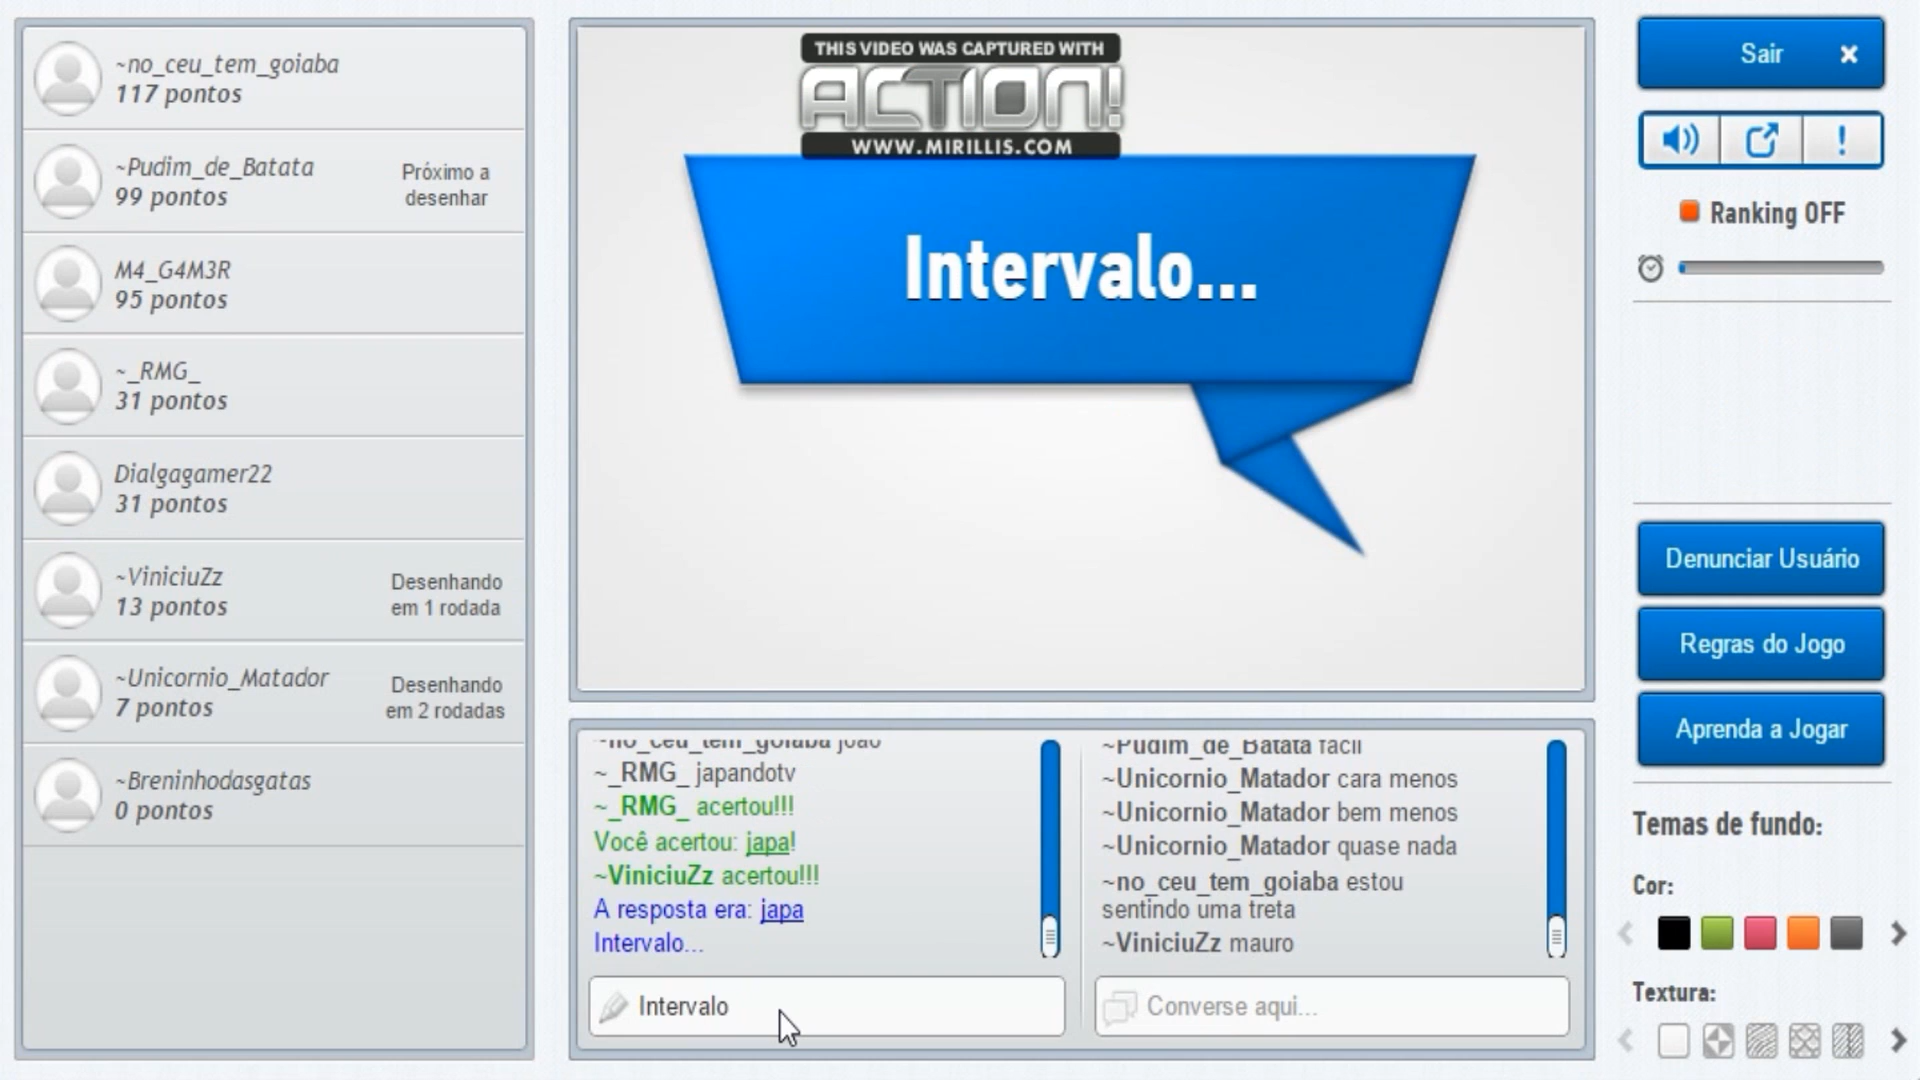 ~no_ceu_tem_goiaba
117 pontos
~Pudim_de_Batata
99 pontos
Próximo a
desenhar
M4_G4M3R
95 pontos
~_RMG_
31 pontos
Dialgagamer22
31 pontos
~ViniciuZz
13 pontos
Desenhando
em 1 rodada
~Unicornio_Matador
7 pontos
Desenhando
em 2 rodadas
~Breninhodasgatas
0 pontos
THIS VIDEO WAS CAPTURED WITH
ACTION!
WWW.MIRILLIS.COM
Intervalo...
~no_ceu_tem_goiaba joao
~_RMG_ japandotv
~_RMG_ acertou!!!
Você acertou: japa!
~ViniciuZz acertou!!!
A resposta era: japa
Intervalo...
Intervalo
~Pudim_de_Batata facil
~Unicornio_Matador cara menos
~Unicornio_Matador bem menos
~Unicornio_Matador quase nada
~no_ceu_tem_goiaba estou
sentindo uma treta
~ViniciuZz mauro
Converse aqui...
Sair
Ranking OFF
Denunciar Usuário
Regras do Jogo
Aprenda a Jogar
Temas de fundo:
Cor:
Textura: